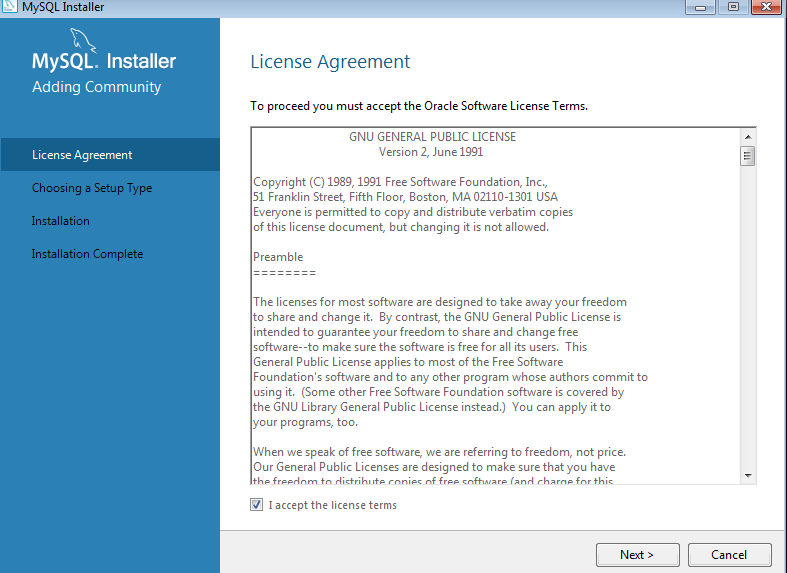 MySQL Installer
MySQL. Installer
Adding Community
License Agreement
Choosing a Setup Type
Installation
Installation Complete
License Agreement
To proceed you must accept the Oracle Software License Terms.
GNU GENERAL PUBLIC LICENSE
Version 2, June 1991
Copyright (C) 1989, 1991 Free Software Foundation, Inc.,
51 Franklin Street, Fifth Floor, Boston, MA 02110-1301 USA
Everyone is permitted to copy and distribute verbatim copies
of this license document, but changing it is not allowed.
Preamble
========
The licenses for most software are designed to take away your freedom
to share and change it.  By contrast, the GNU General Public License is
intended to guarantee your freedom to share and change free
software--to make sure the software is free for all its users.  This
General Public License applies to most of the Free Software
Foundation's software and to any other program whose authors commit to
using it.  (Some other Free Software Foundation software is covered by
the GNU Library General Public License instead.)  You can apply it to
your programs, too.
When we speak of free software, we are referring to freedom, not price.
Our General Public Licenses are designed to make sure that you have
the freedom to distribute copies of free software (and charge for this
I accept the license terms
Next >
Cancel